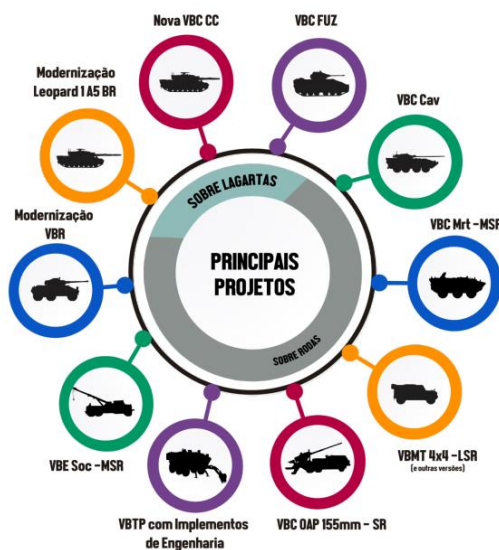 Nova VBC CC
VBC FUZ
Modernização
Leopard 1 A5 BR
VBC Cav
SOBRE LAGARTAS
Modernização
VBR
PRINCIPAIS
PROJETOS
VBC Mrt -MSR
SOBRE RODAS
VBE Soc -MSR
VBMT 4x4 -LSR
(e outras versões)
VBTP com Implementos
de Engenharia
VBC OAP 155mm - SR